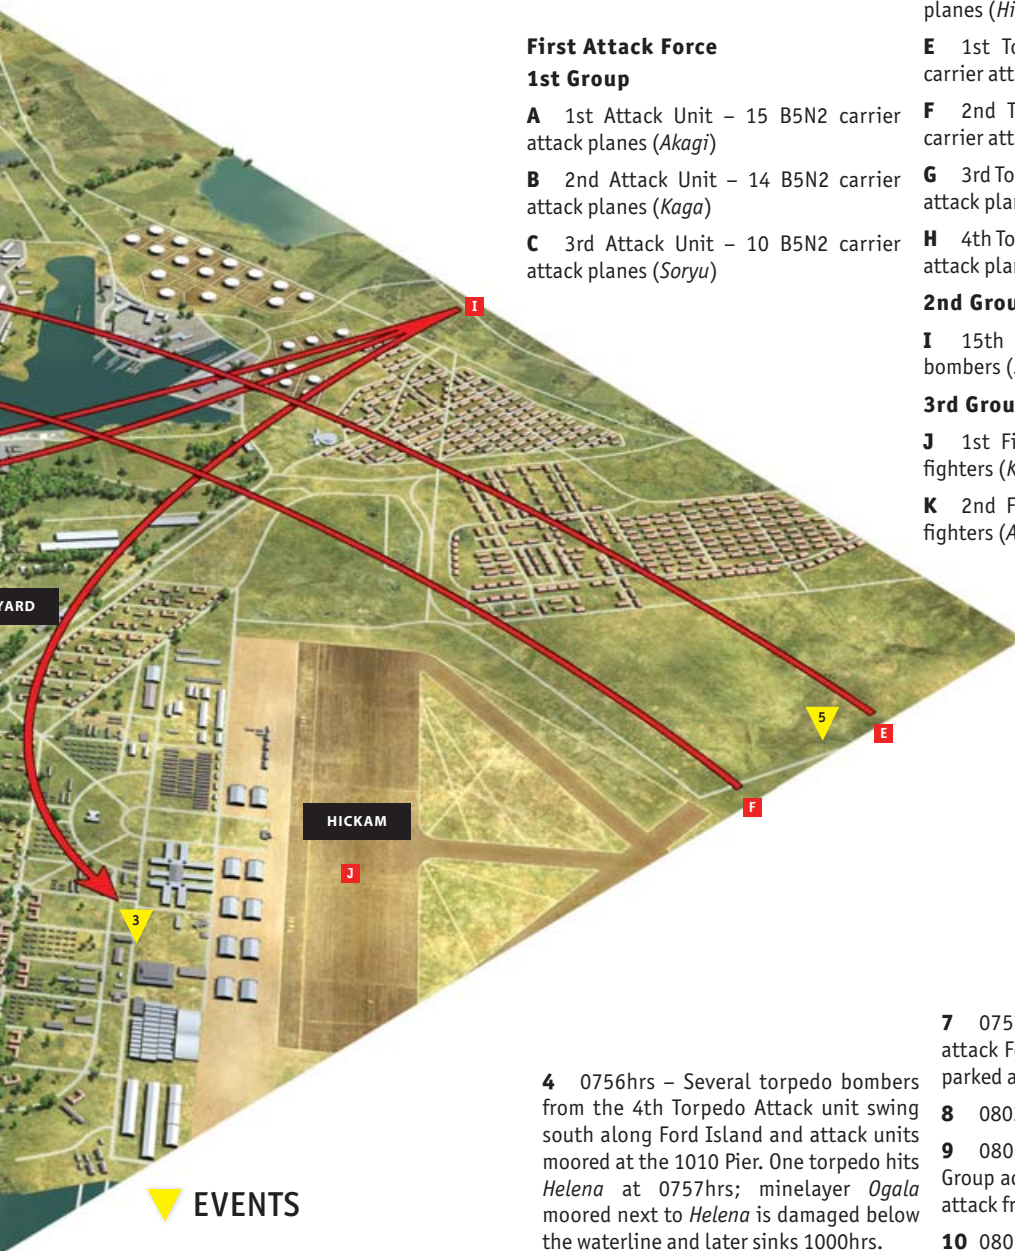 First Attack Force
1st Group
A 1st Attack Unit – 15 B5N2 carrier
attack planes (Akagi)
B 2nd Attack Unit – 14 B5N2 carrier
attack planes (Kaga)
C 3rd Attack Unit – 10 B5N2 carrier
attack planes (Soryu)
planes (Hi
E 1st To
carrier att
F 2nd T
carrier att
G 3rd To
attack plan
H 4th To
attack plan
2nd Grou
I 15th
bombers (
3rd Grou
J 1st Fi
fighters (K
K 2nd F
fighters (A
I
YARD
5
E
F
HICKAM
J
3
EVENTS
4 0756hrs – Several torpedo bombers
from the 4th Torpedo Attack unit swing
south along Ford Island and attack units
moored at the 1010 Pier. One torpedo hits
Helena at 0757hrs; minelayer Ogala
moored next to Helena is damaged below
the waterline and later sinks 1000hrs.
7 075
attack F
parked a
8 080
9 080
Group ac
attack fr
10 080